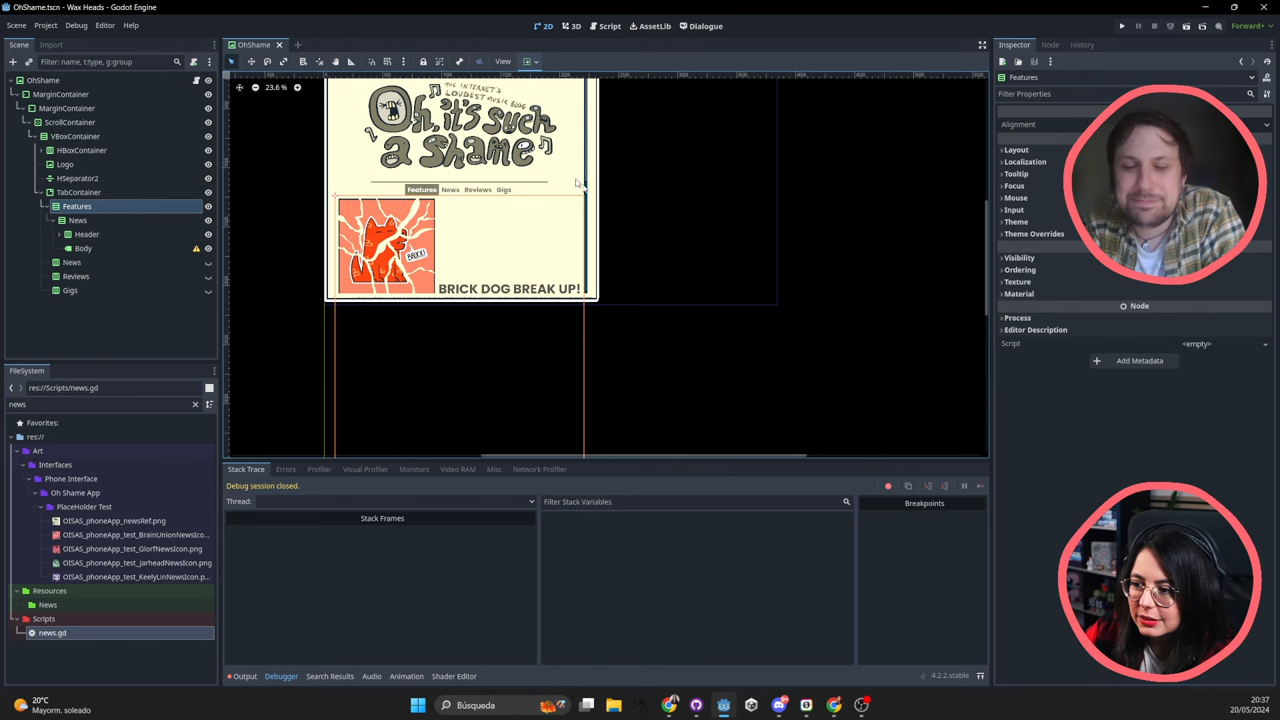 OhShame.tscn - Wax Heads - Godot Engine
Scene Project Debug Editor Help
2D 3D Script AssetLib Dialogue
Forward+
Scene Import
OhShame
Inspector Node History
Filter: name, t:type, g:group
View
OhShame
MarginContainer
MarginContainer
ScrollContainer
VBoxContainer
HBoxContainer
Logo
HSeparator2
TabContainer
Features
News
Header
Body
News
Reviews
Gigs
23.6 %
THE INTERNET'S
LOUDEST MUSIC BLOG
Oh, it's such
a shame
Features News Reviews Gigs
BRICK!
BRICK DOG BREAK UP!
Features
Filter Properties
Alignment
Layout
Localization
Tooltip
Focus
Mouse
Input
Theme
Theme Overrides
Visibility
Ordering
Texture
Material
Node
Process
Editor Description
Script <empty>
Add Metadata
FileSystem
res://Scripts/news.gd
news
Favorites:
res://
Art
Interfaces
Phone Interface
Oh Shame App
PlaceHolder Test
OISAS_phoneApp_newsRef.png
OISAS_phoneApp_test_BrainUnionNewsIco...
OISAS_phoneApp_test_GlorfNewsIcon.png
OISAS_phoneApp_test_JarheadNewsIcon.png
OISAS_phoneApp_test_KeelyLinNewsIcon.p...
Resources
News
Scripts
news.gd
Stack Trace Errors Profiler Visual Profiler Monitors Video RAM Misc Network Profiler
Debug session closed.
Thread:
Filter Stack Variables
Stack Frames
Breakpoints
Output Debugger Search Results Audio Animation Shader Editor
4.2.2.stable
20°C
Mayorm. soleado
Búsqueda
20:37
20/05/2024